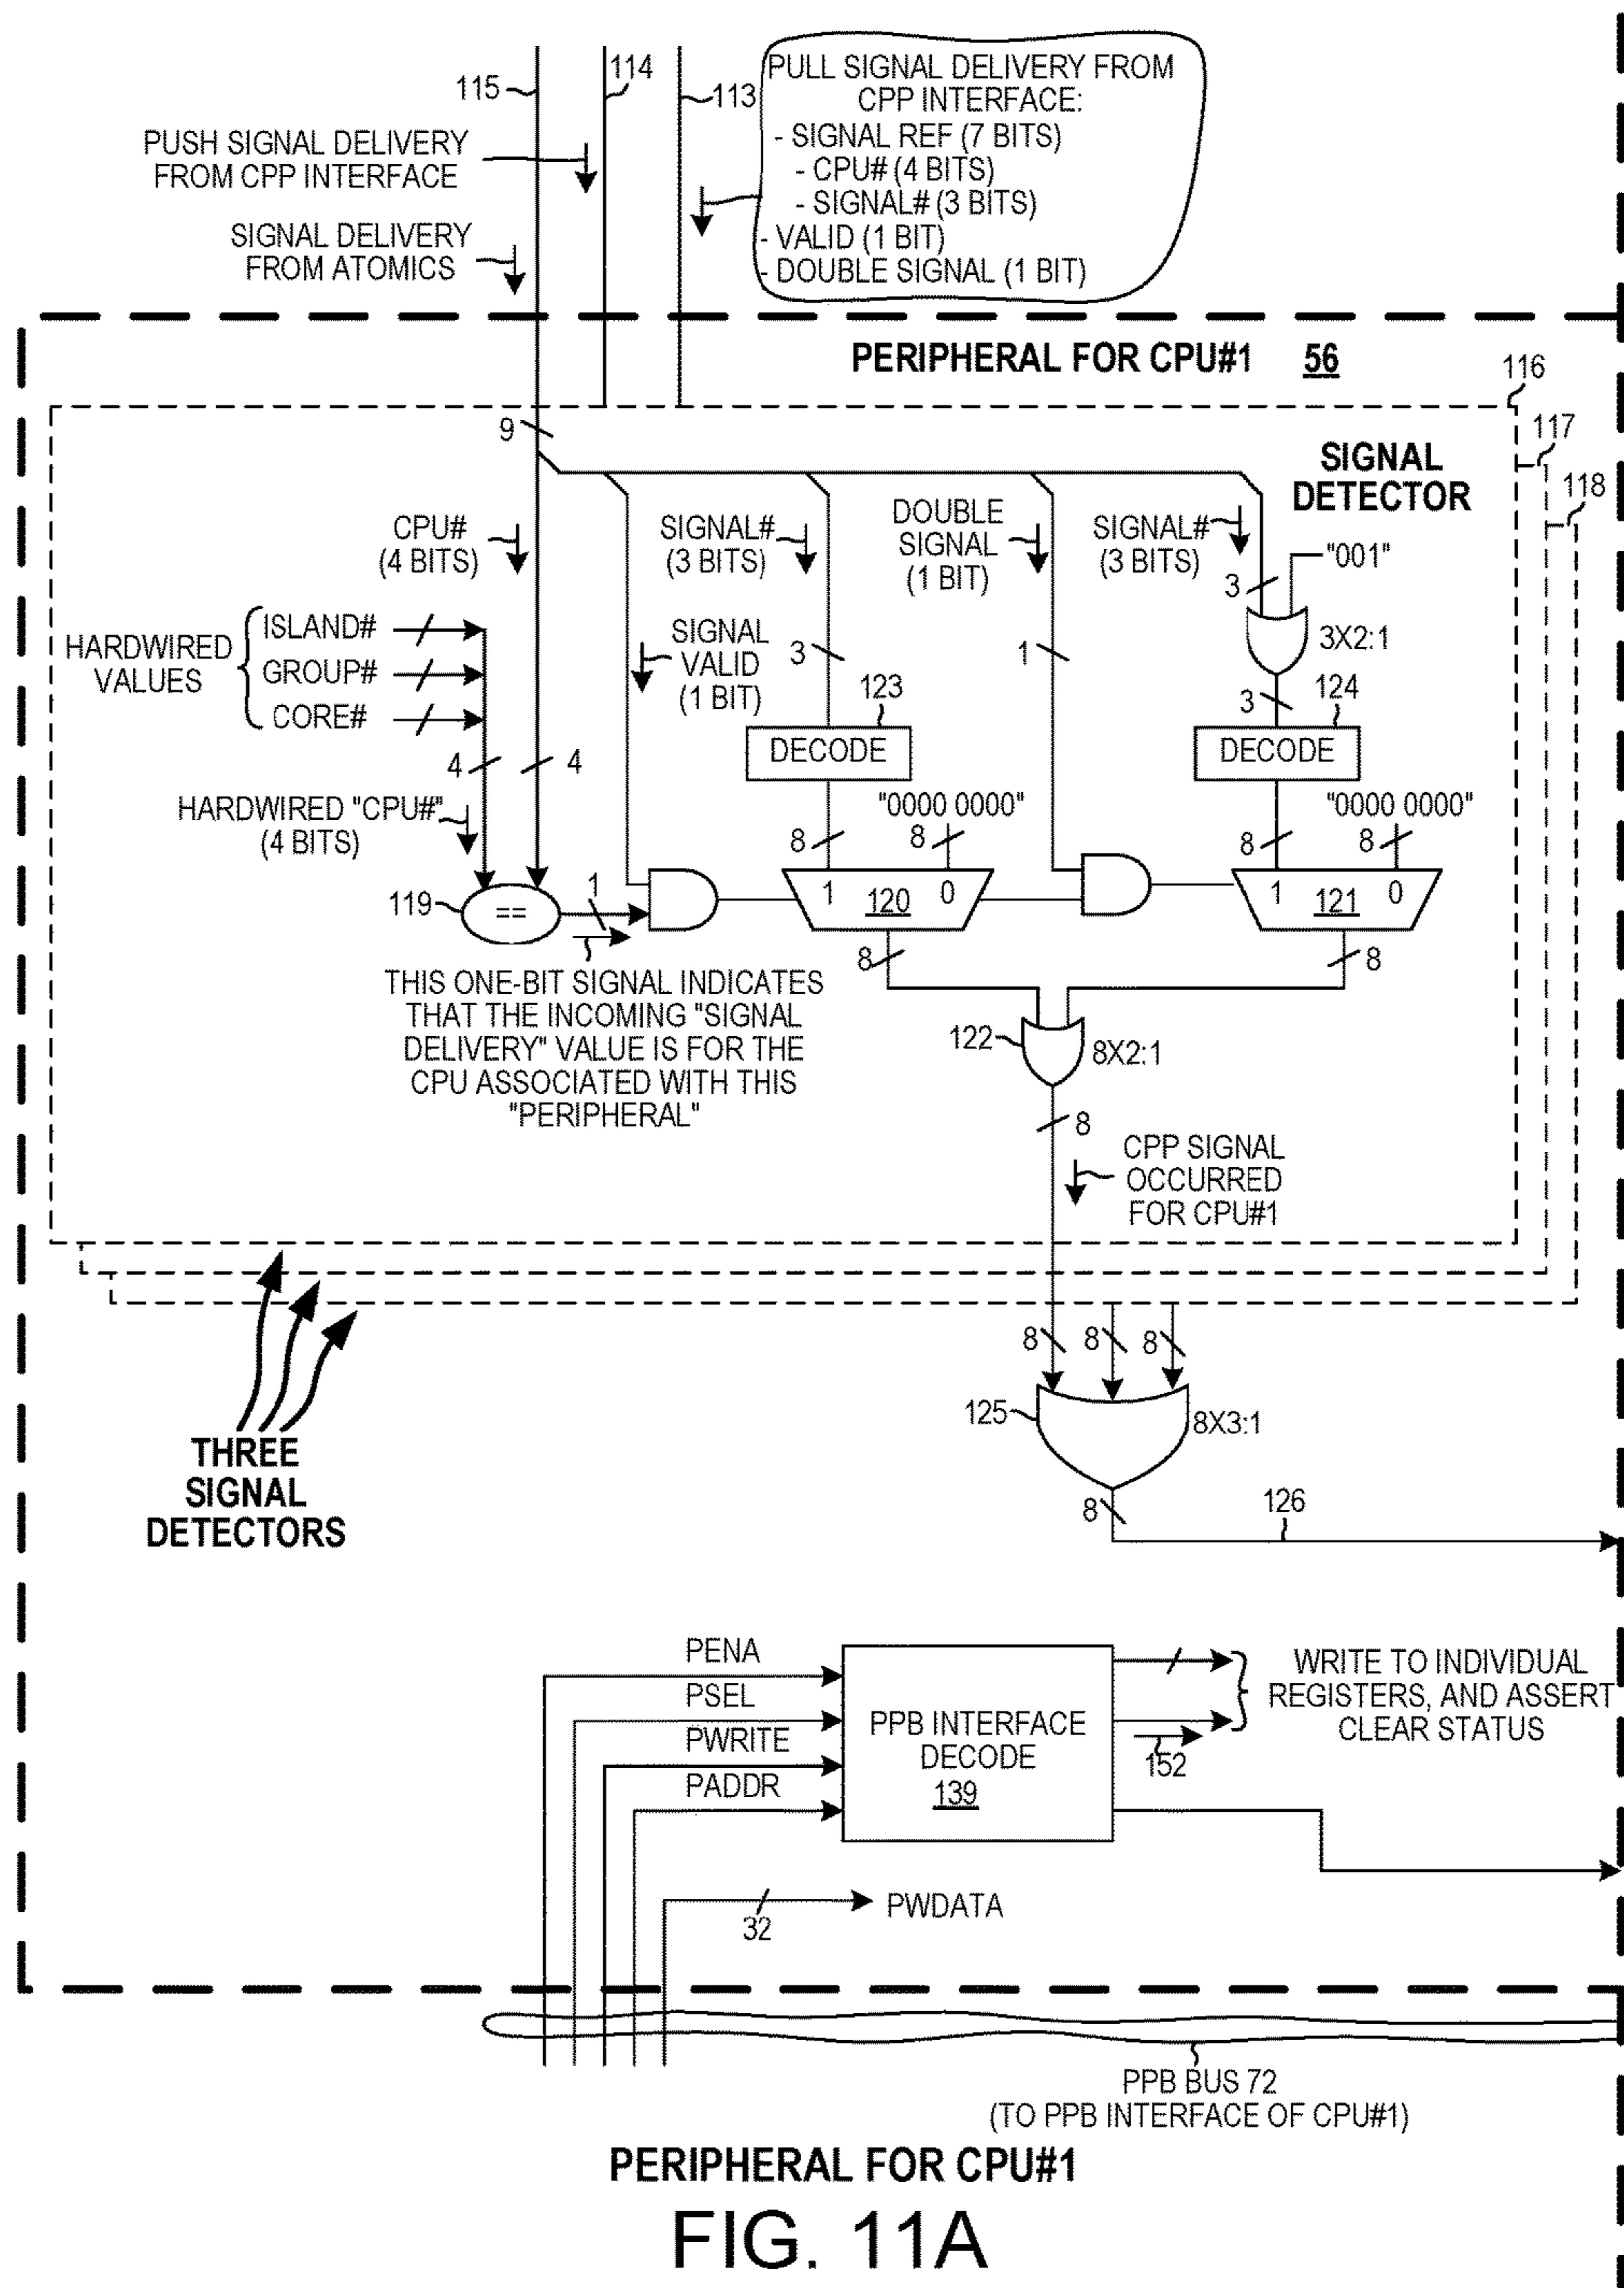 115
114
113
PULL SIGNAL DELIVERY FROM
CPP INTERFACE:
- SIGNAL REF (7 BITS)
- CPU# (4 BITS)
- SIGNAL# (3 BITS)
- VALID (1 BIT)
- DOUBLE SIGNAL (1 BIT)
PUSH SIGNAL DELIVERY
FROM CPP INTERFACE
SIGNAL DELIVERY
FROM ATOMICS
PERIPHERAL FOR CPU#1 56
116
117
118
9
SIGNAL
DETECTOR
CPU#
(4 BITS)
SIGNAL#
(3 BITS)
DOUBLE
SIGNAL
(1 BIT)
SIGNAL#
(3 BITS)
"001"
3
3X2:1
HARDWIRED
VALUES
ISLAND#
GROUP#
CORE#
SIGNAL
VALID
(1 BIT)
3
1
3
123
124
DECODE
DECODE
4
4
HARDWIRED "CPU#"
(4 BITS)
"0000 0000"
"0000 0000"
8
8
8
8
119
==
1
1 120 0
1 121 0
THIS ONE-BIT SIGNAL INDICATES
THAT THE INCOMING "SIGNAL
DELIVERY" VALUE IS FOR THE
CPU ASSOCIATED WITH THIS
"PERIPHERAL"
8
8
122
8X2:1
8
CPP SIGNAL
OCCURRED
FOR CPU#1
8
8
8
125
8X3:1
8
126
THREE
SIGNAL
DETECTORS
PENA
PSEL
PWRITE
PADDR
PPB INTERFACE
DECODE
139
152
WRITE TO INDIVIDUAL
REGISTERS, AND ASSERT
CLEAR STATUS
32
PWDATA
PPB BUS 72
(TO PPB INTERFACE OF CPU#1)
PERIPHERAL FOR CPU#1
FIG. 11A